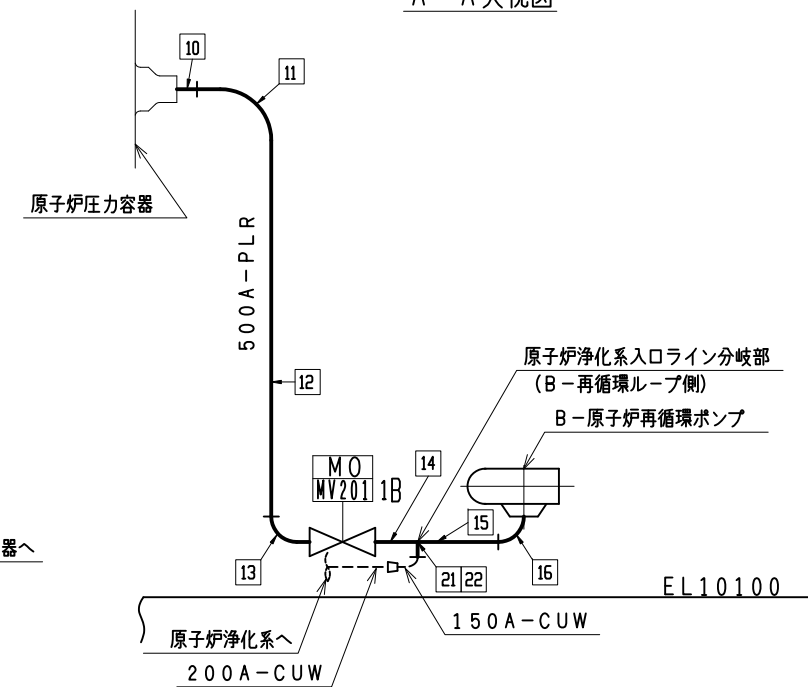 A－A矢視図
10
11
原子炉圧力容器
500A-PLR
12
原子炉浄化系入口ライン分岐部
（B－再循環ループ側）
B－原子炉再循環ポンプ
MO
MV201 1B
14
15
器へ
13
21 22
16
EL10100
150A-CUW
原子炉浄化系へ
200A-CUW